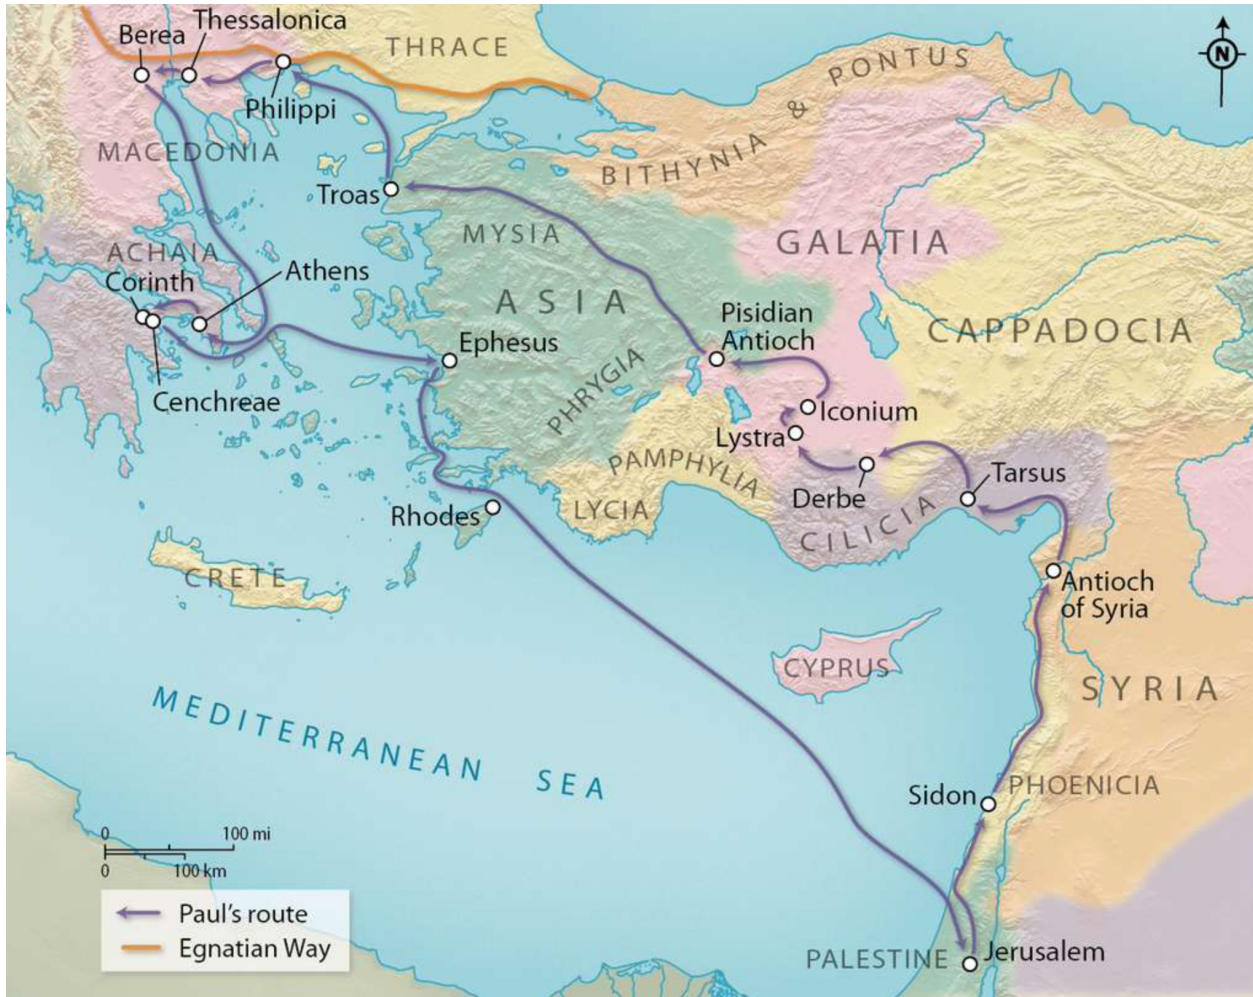 Thessalonica
Berea
THRACE
N
Philippi
BITHYNIA & PONTUS
MACEDONIA
Troas
MYSIA
GALATIA
ACHAIA
Corinth
Athens
ASIA
Pisidian
Antioch
CAPPADOCIA
Ephesus
PHRYGIA
Cenchreae
Iconium
Lystra
PAMPHYLIA
Tarsus
Derbe
LYCIA
Rhodes
CILICIA
CRETE
Antioch
of Syria
CYPRUS
SYRIA
MEDITERRANEAN SEA
PHOENICIA
Sidon
0 100 mi
0 100 km
Paul's route
Egnatian Way
PALESTINE
Jerusalem